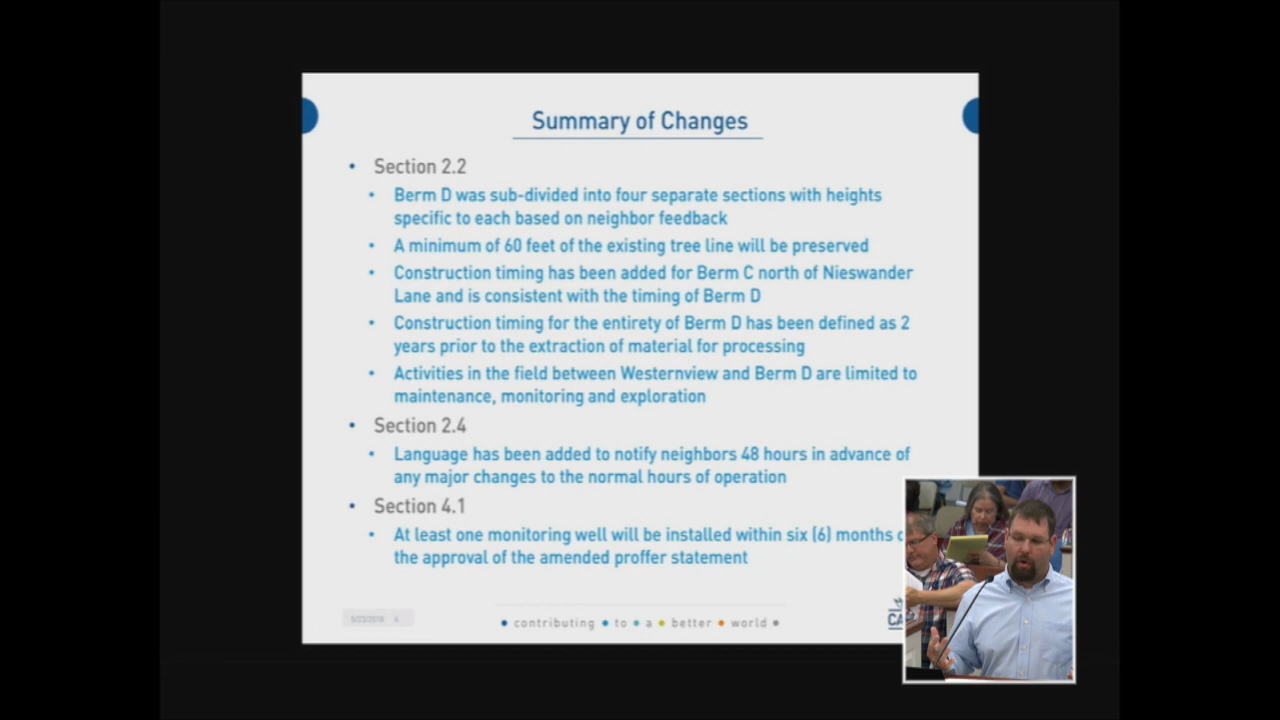 Summary of Changes
• Section 2.2
• Berm D was sub-divided into four separate sections with heights
specific to each based on neighbor feedback
• A minimum of 60 feet of the existing tree line will be preserved
• Construction timing has been added for Berm C north of Nieswander
Lane and is consistent with the timing of Berm D
• Construction timing for the entirety of Berm D has been defined as 2
years prior to the extraction of material for processing
• Activities in the field between Westernview and Berm D are limited to
maintenance, monitoring and exploration
• Section 2.4
• Language has been added to notify neighbors 48 hours in advance of
any major changes to the normal hours of operation
• Section 4.1
• At least one monitoring well will be installed within six (6) months
the approval of the amended proffer statement
• contributing • to • a • better • world •